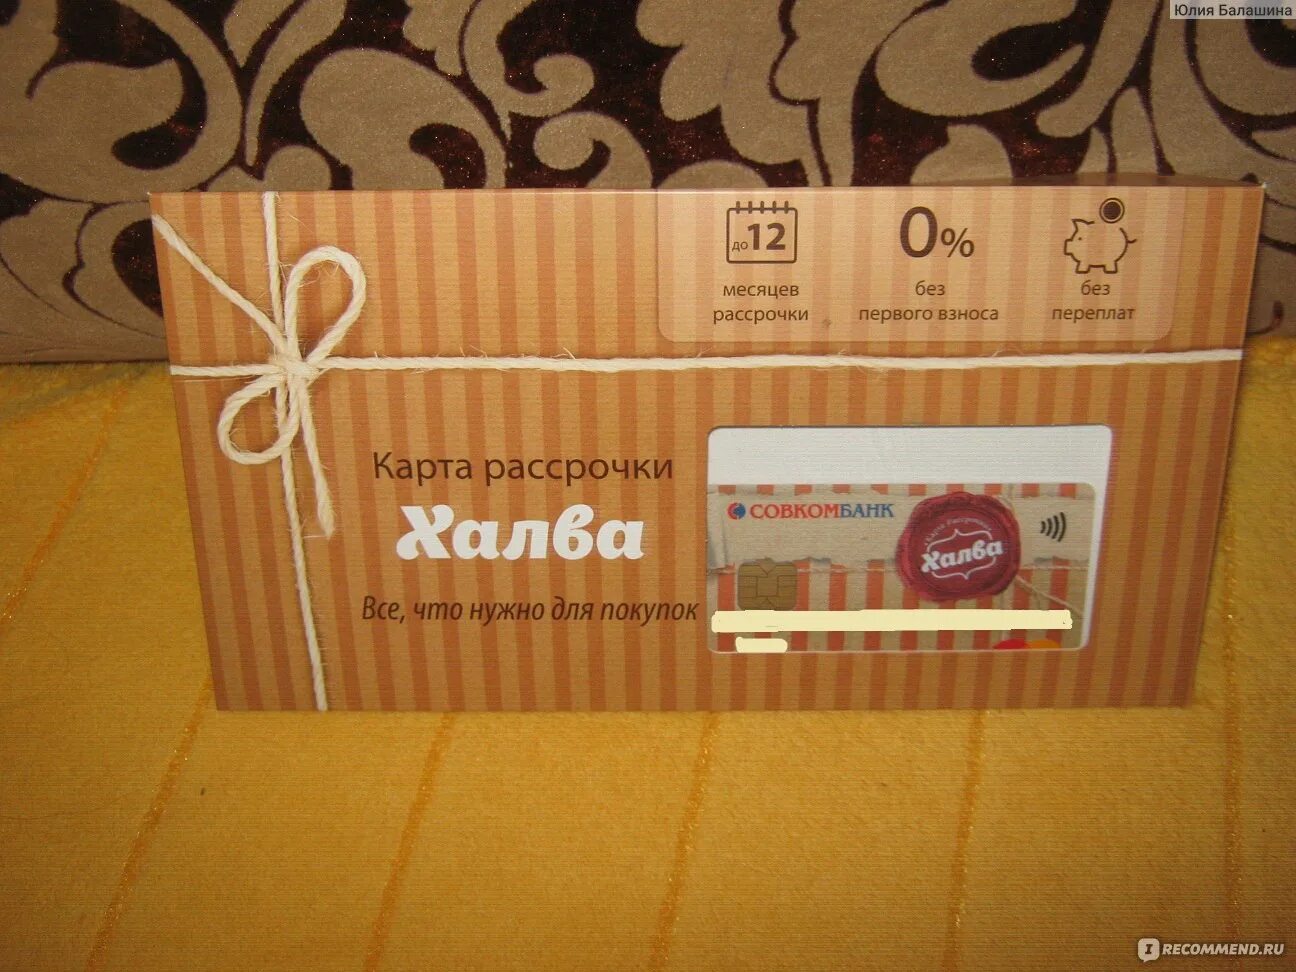 Юлия Балашина
до 12
месяцев
рассрочки
0%
без
первого взноса
без
переплат
Карта рассрочки
Халва
Все, что нужно для покупок
СОВКОМБАНК
Карта Рассрочки
Халва
I RECOMMEND.RU